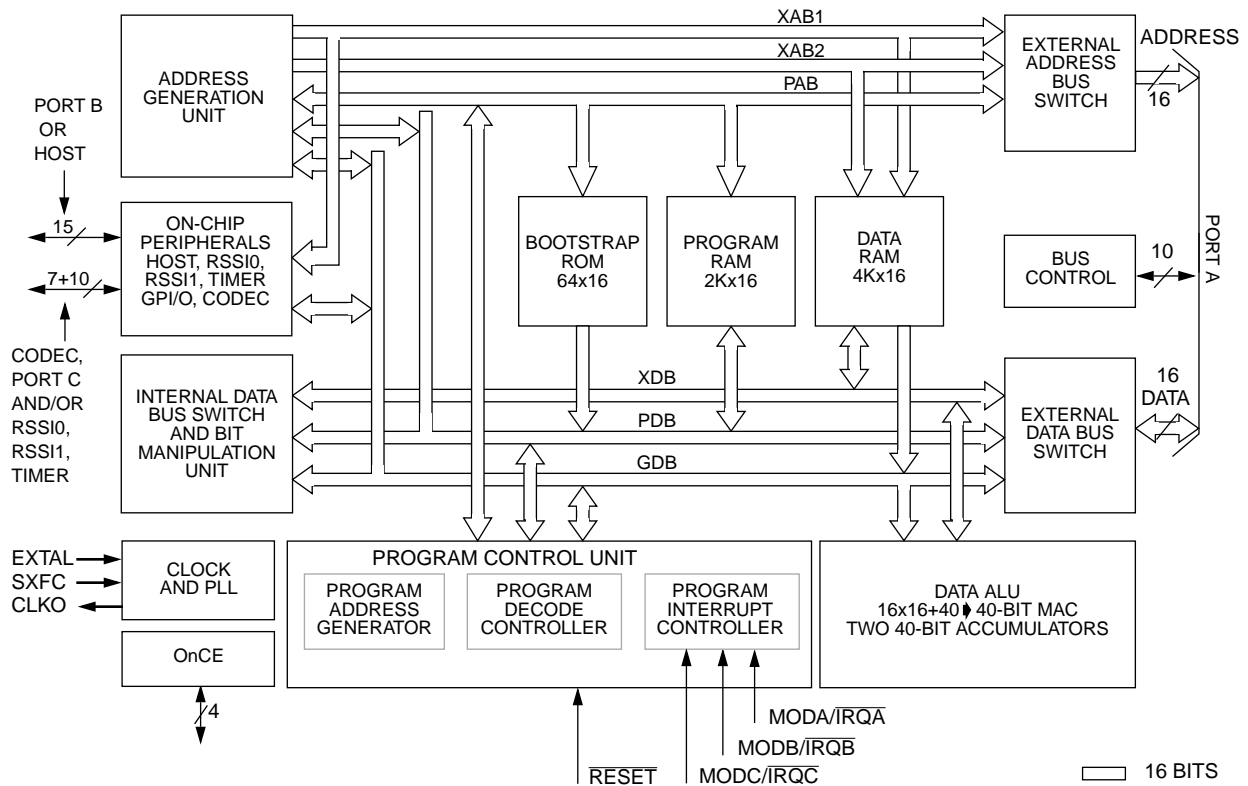 XAB1
XAB2
PAB
ADDRESS
GENERATION
UNIT
EXTERNAL
ADDRESS
BUS
SWITCH
ADDRESS
16
PORT B
OR
HOST
15
7+10
ON-CHIP
PERIPHERALS
HOST, RSSI0,
RSSI1, TIMER
GPI/O, CODEC
BOOTSTRAP
ROM
64x16
PROGRAM
RAM
2Kx16
DATA
RAM
4Kx16
BUS
CONTROL
10
PORT A
CODEC,
PORT C
AND/OR
RSSI0,
RSSI1,
TIMER
INTERNAL DATA
BUS SWITCH
AND BIT
MANIPULATION
UNIT
XDB
PDB
GDB
EXTERNAL
DATA BUS
SWITCH
16
DATA
EXTAL
SXFC
CLKO
CLOCK
AND PLL
OnCE
4
PROGRAM CONTROL UNIT
PROGRAM
ADDRESS
GENERATOR
PROGRAM
DECODE
CONTROLLER
PROGRAM
INTERRUPT
CONTROLLER
DATA ALU
16x16+40 ➧ 40-BIT MAC
TWO 40-BIT ACCUMULATORS
MODA/IRQA
MODB/IRQB
MODC/IRQC
RESET
16 BITS